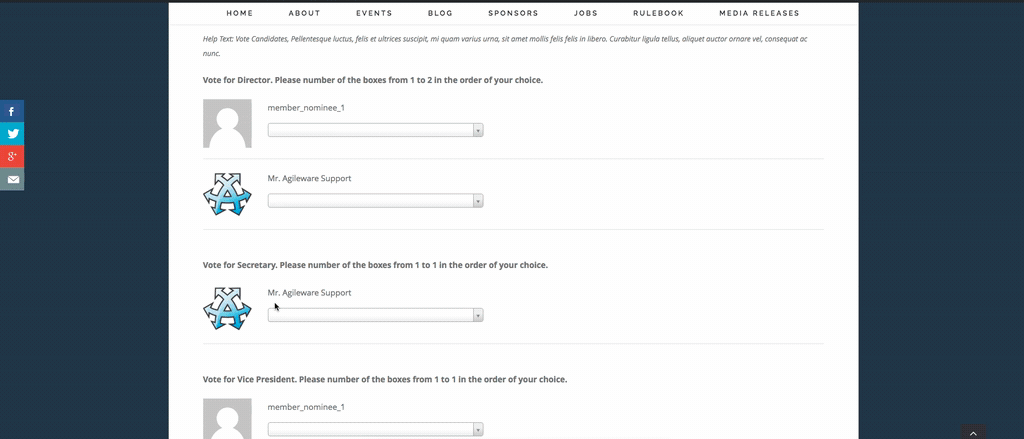 HOME ABOUT EVENTS BLOG SPONSORS JOBS RULEBOOK MEDIA RELEASES
Help Text: Vote Candidates, Pellentesque luctus, felis et ultrices suscipit, mi quam varius urna, sit amet mollis felis felis in libero. Curabitur ligula tellus, aliquet auctor ornare vel, consequat ac
nunc.
Vote for Director. Please number of the boxes from 1 to 2 in the order of your choice.
member_nominee_1
Mr. Agileware Support
Vote for Secretary. Please number of the boxes from 1 to 1 in the order of your choice.
Mr. Agileware Support
Vote for Vice President. Please number of the boxes from 1 to 1 in the order of your choice.
member_nominee_1